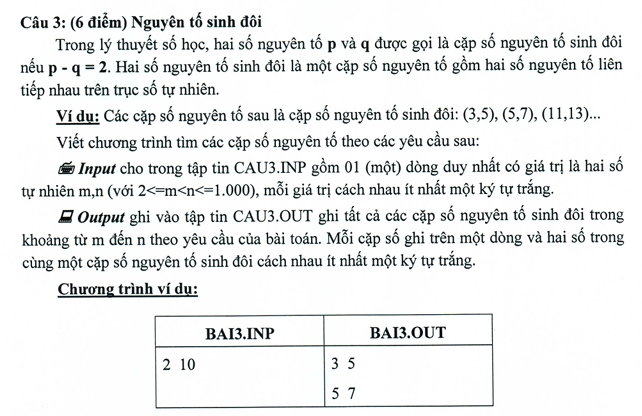 Câu 3: (6 điểm) Nguyên tố sinh đôi
Trong lý thuyết số học, hai số nguyên tố p và q được gọi là cặp số nguyên tố sinh đôi
nếu p - q = 2. Hai số nguyên tố sinh đôi là một cặp số nguyên tố gồm hai số nguyên tố liên
tiếp nhau trên trục số tự nhiên.
Ví dụ: Các cặp số nguyên tố sau là cặp số nguyên tố sinh đôi: (3,5), (5,7), (11,13)...
Viết chương trình tìm các cặp số nguyên tố theo các yêu cầu sau:
Input cho trong tập tin CAU3.INP gồm 01 (một) dòng duy nhất có giá trị là hai số
tự nhiên m,n (với 2<=m<n<=1.000), mỗi giá trị cách nhau ít nhất một ký tự trắng.
Output ghi vào tập tin CAU3.OUT ghi tất cả các cặp số nguyên tố sinh đôi trong
khoảng từ m đến n theo yêu cầu của bài toán. Mỗi cặp số ghi trên một dòng và hai số trong
cùng một cặp số nguyên tố sinh đôi cách nhau ít nhất một ký tự trắng.
Chương trình ví dụ:
BAI3.INP BAI3.OUT
2 10 3 5
5 7